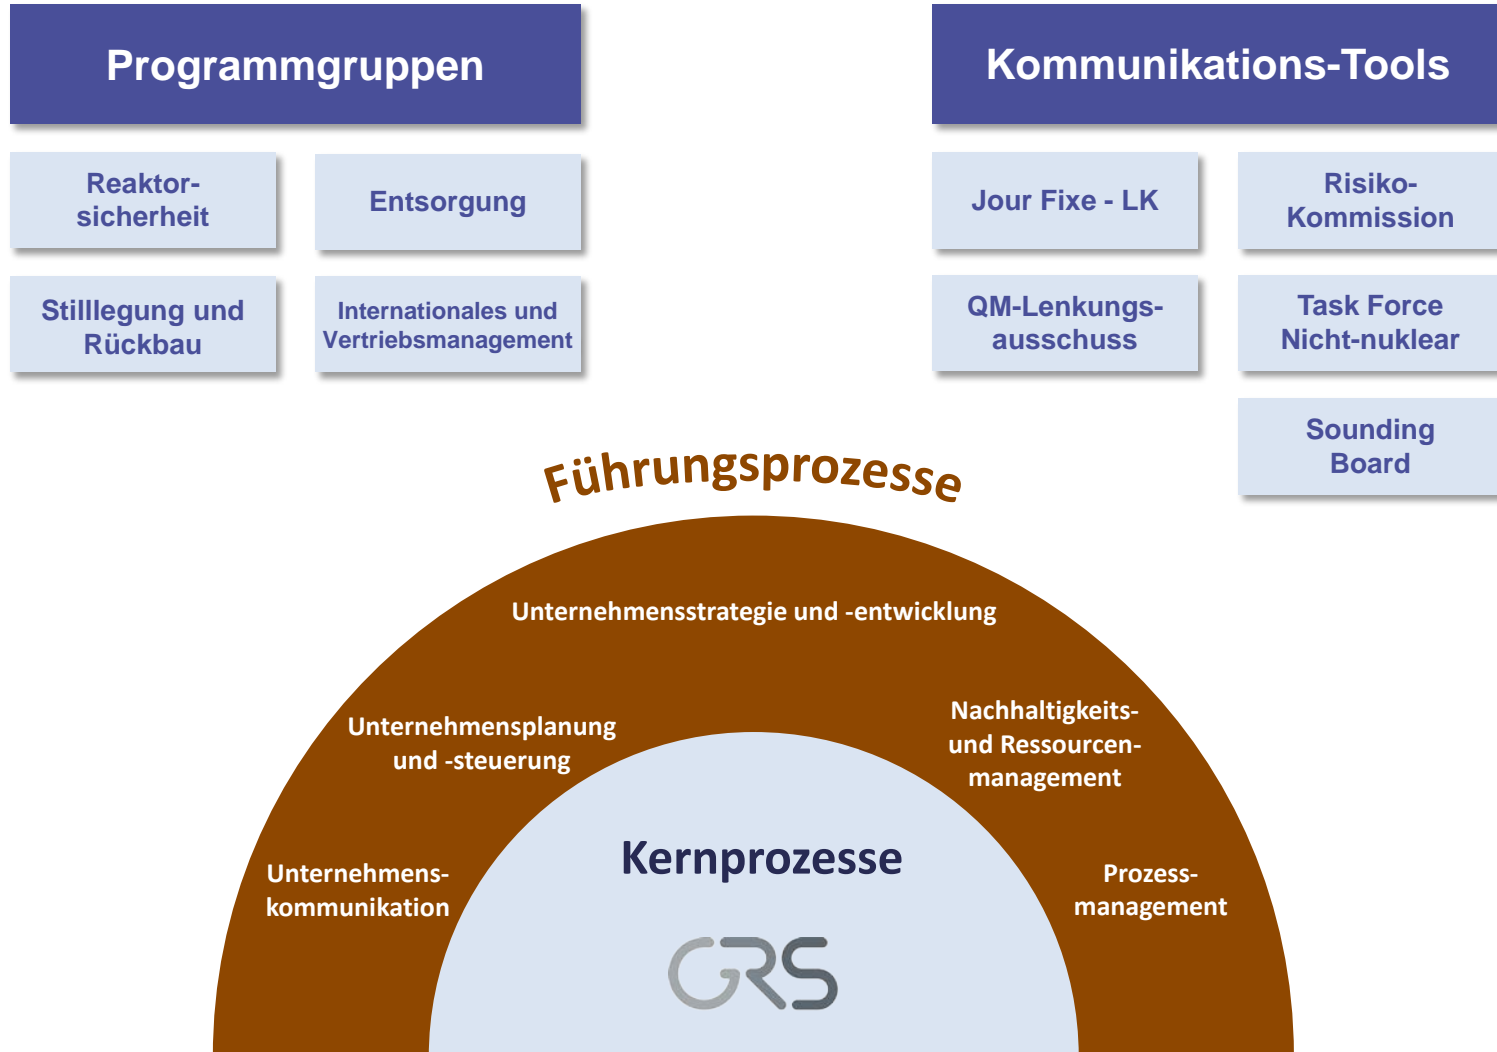 Programmgruppen
Reaktor-
sicherheit
Entsorgung
Stilllegung und
Rückbau
Internationales und
Vertriebsmanagement
Kommunikations-Tools
Jour Fixe - LK
Risiko-
Kommission
QM-Lenkungs-
ausschuss
Task Force
Nicht-nuklear
Sounding
Board
Führungsprozesse
Unternehmensstrategie und -entwicklung
Unternehmensplanung
und -steuerung
Nachhaltigkeits-
und Ressourcen-
management
Unternehmens-
kommunikation
Prozess-
management
Kernprozesse
GRS